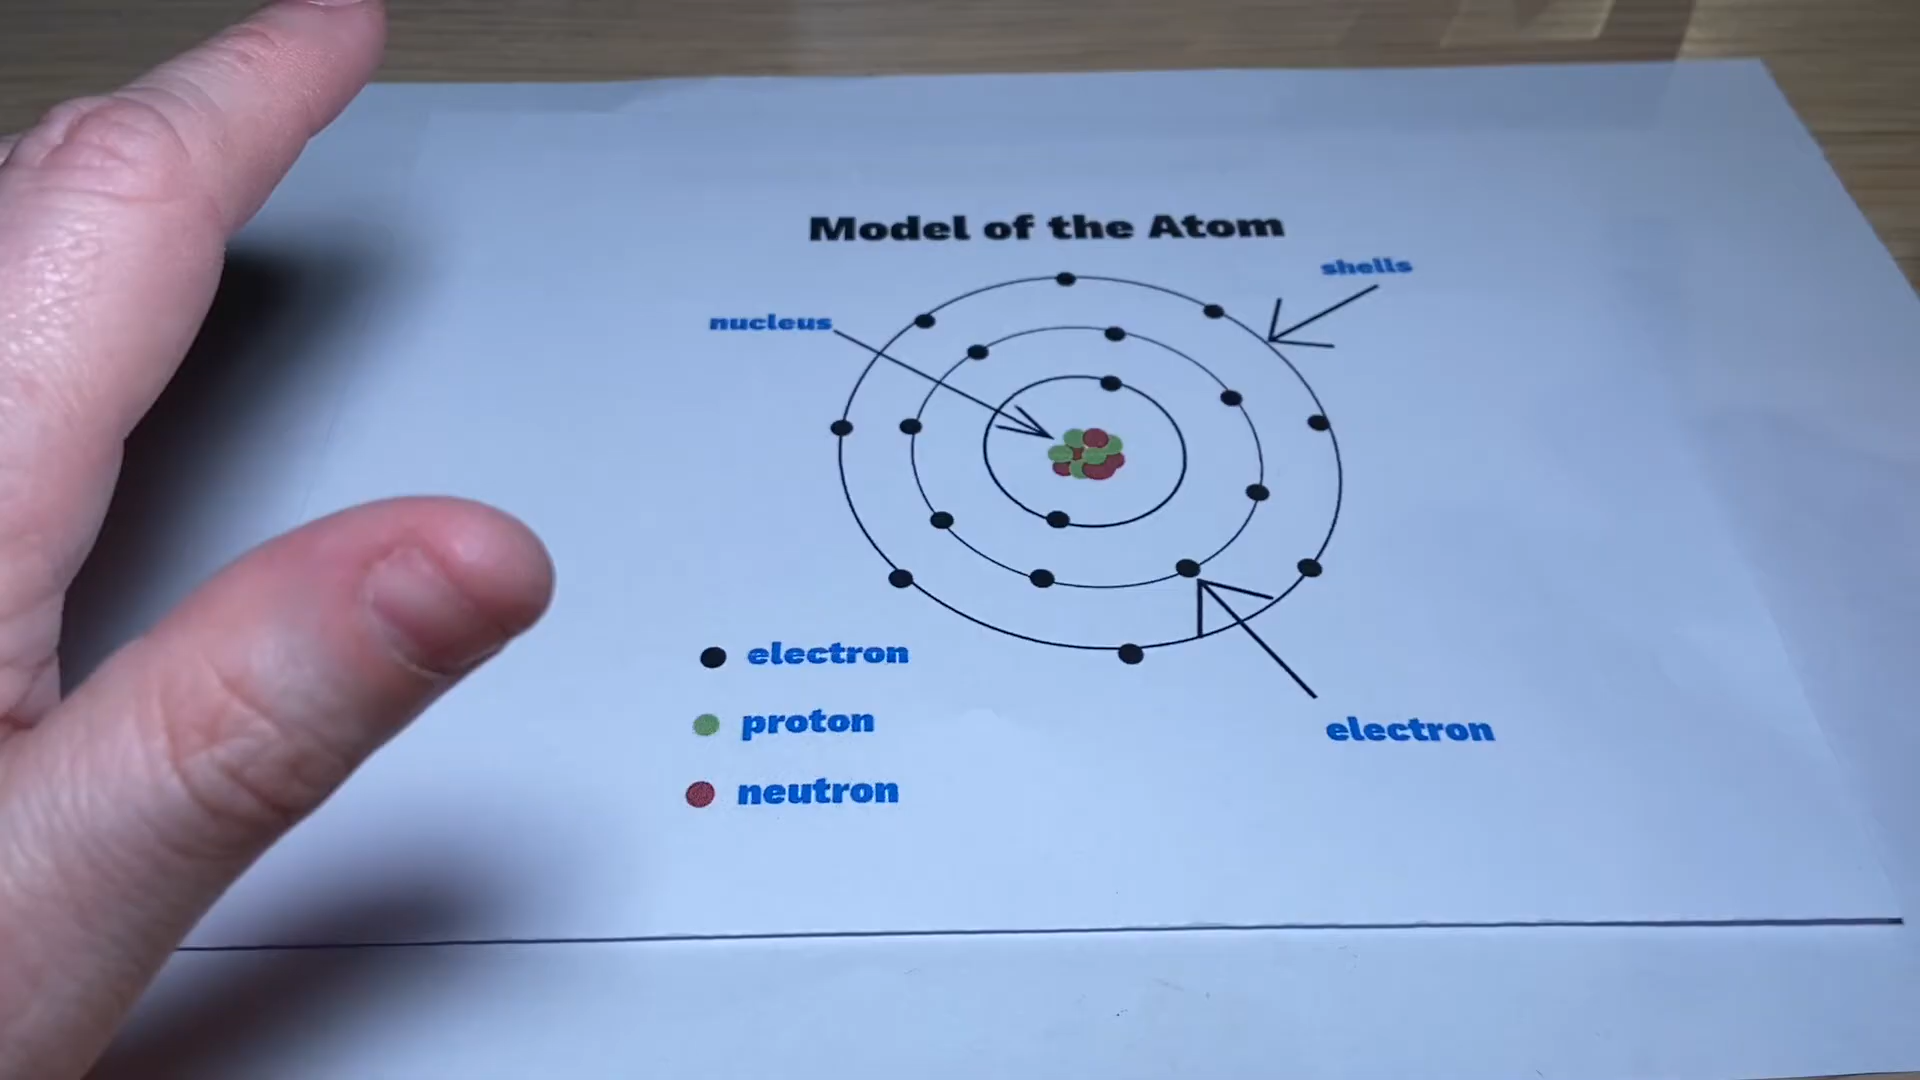 Model of the Atom
shells
nucleus
electron
proton
electron
neutron